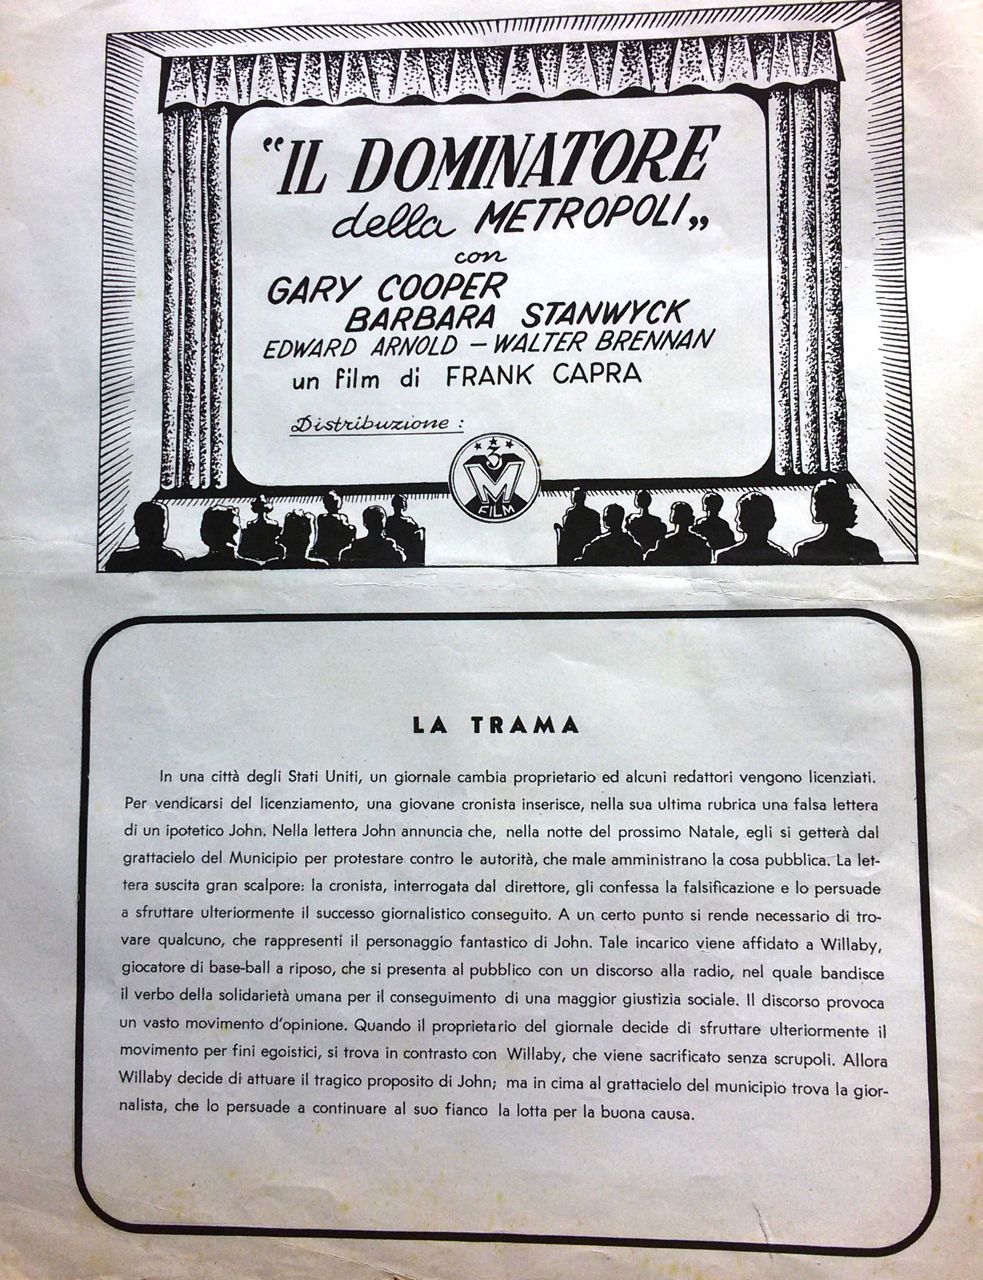 "IL DOMINATORE
della METROPOLI„
con
GARY COOPER
BARBARA STANWYCK
EDWARD ARNOLD – WALTER BRENNAN
un film di FRANK CAPRA
Distribuzione :
3
M
FILM
LA TRAMA
In una città degli Stati Uniti, un giornale cambia proprietario ed alcuni redattori vengono licenziati.
Per vendicarsi del licenziamento, una giovane cronista inserisce, nella sua ultima rubrica una falsa lettera
di un ipotetico John. Nella lettera John annuncia che, nella notte del prossimo Natale, egli si getterà dal
grattacielo del Municipio per protestare contro le autorità, che male amministrano la cosa pubblica. La let-
tera suscita gran scalpore: la cronista, interrogata dal direttore, gli confessa la falsificazione e lo persuade
a sfruttare ulteriormente il successo giornalistico conseguito. A un certo punto si rende necessario di tro-
vare qualcuno, che rappresenti il personaggio fantastico di John. Tale incarico viene affidato a Willaby,
giocatore di base-ball a riposo, che si presenta al pubblico con un discorso alla radio, nel quale bandisce
il verbo della solidarietà umana per il conseguimento di una maggior giustizia sociale. Il discorso provoca
un vasto movimento d'opinione. Quando il proprietario del giornale decide di sfruttare ulteriormente il
movimento per fini egoistici, si trova in contrasto con Willaby, che viene sacrificato senza scrupoli. Allora
Willaby decide di attuare il tragico proposito di John; ma in cima al grattacielo del municipio trova la gior-
nalista, che lo persuade a continuare al suo fianco la lotta per la buona causa.